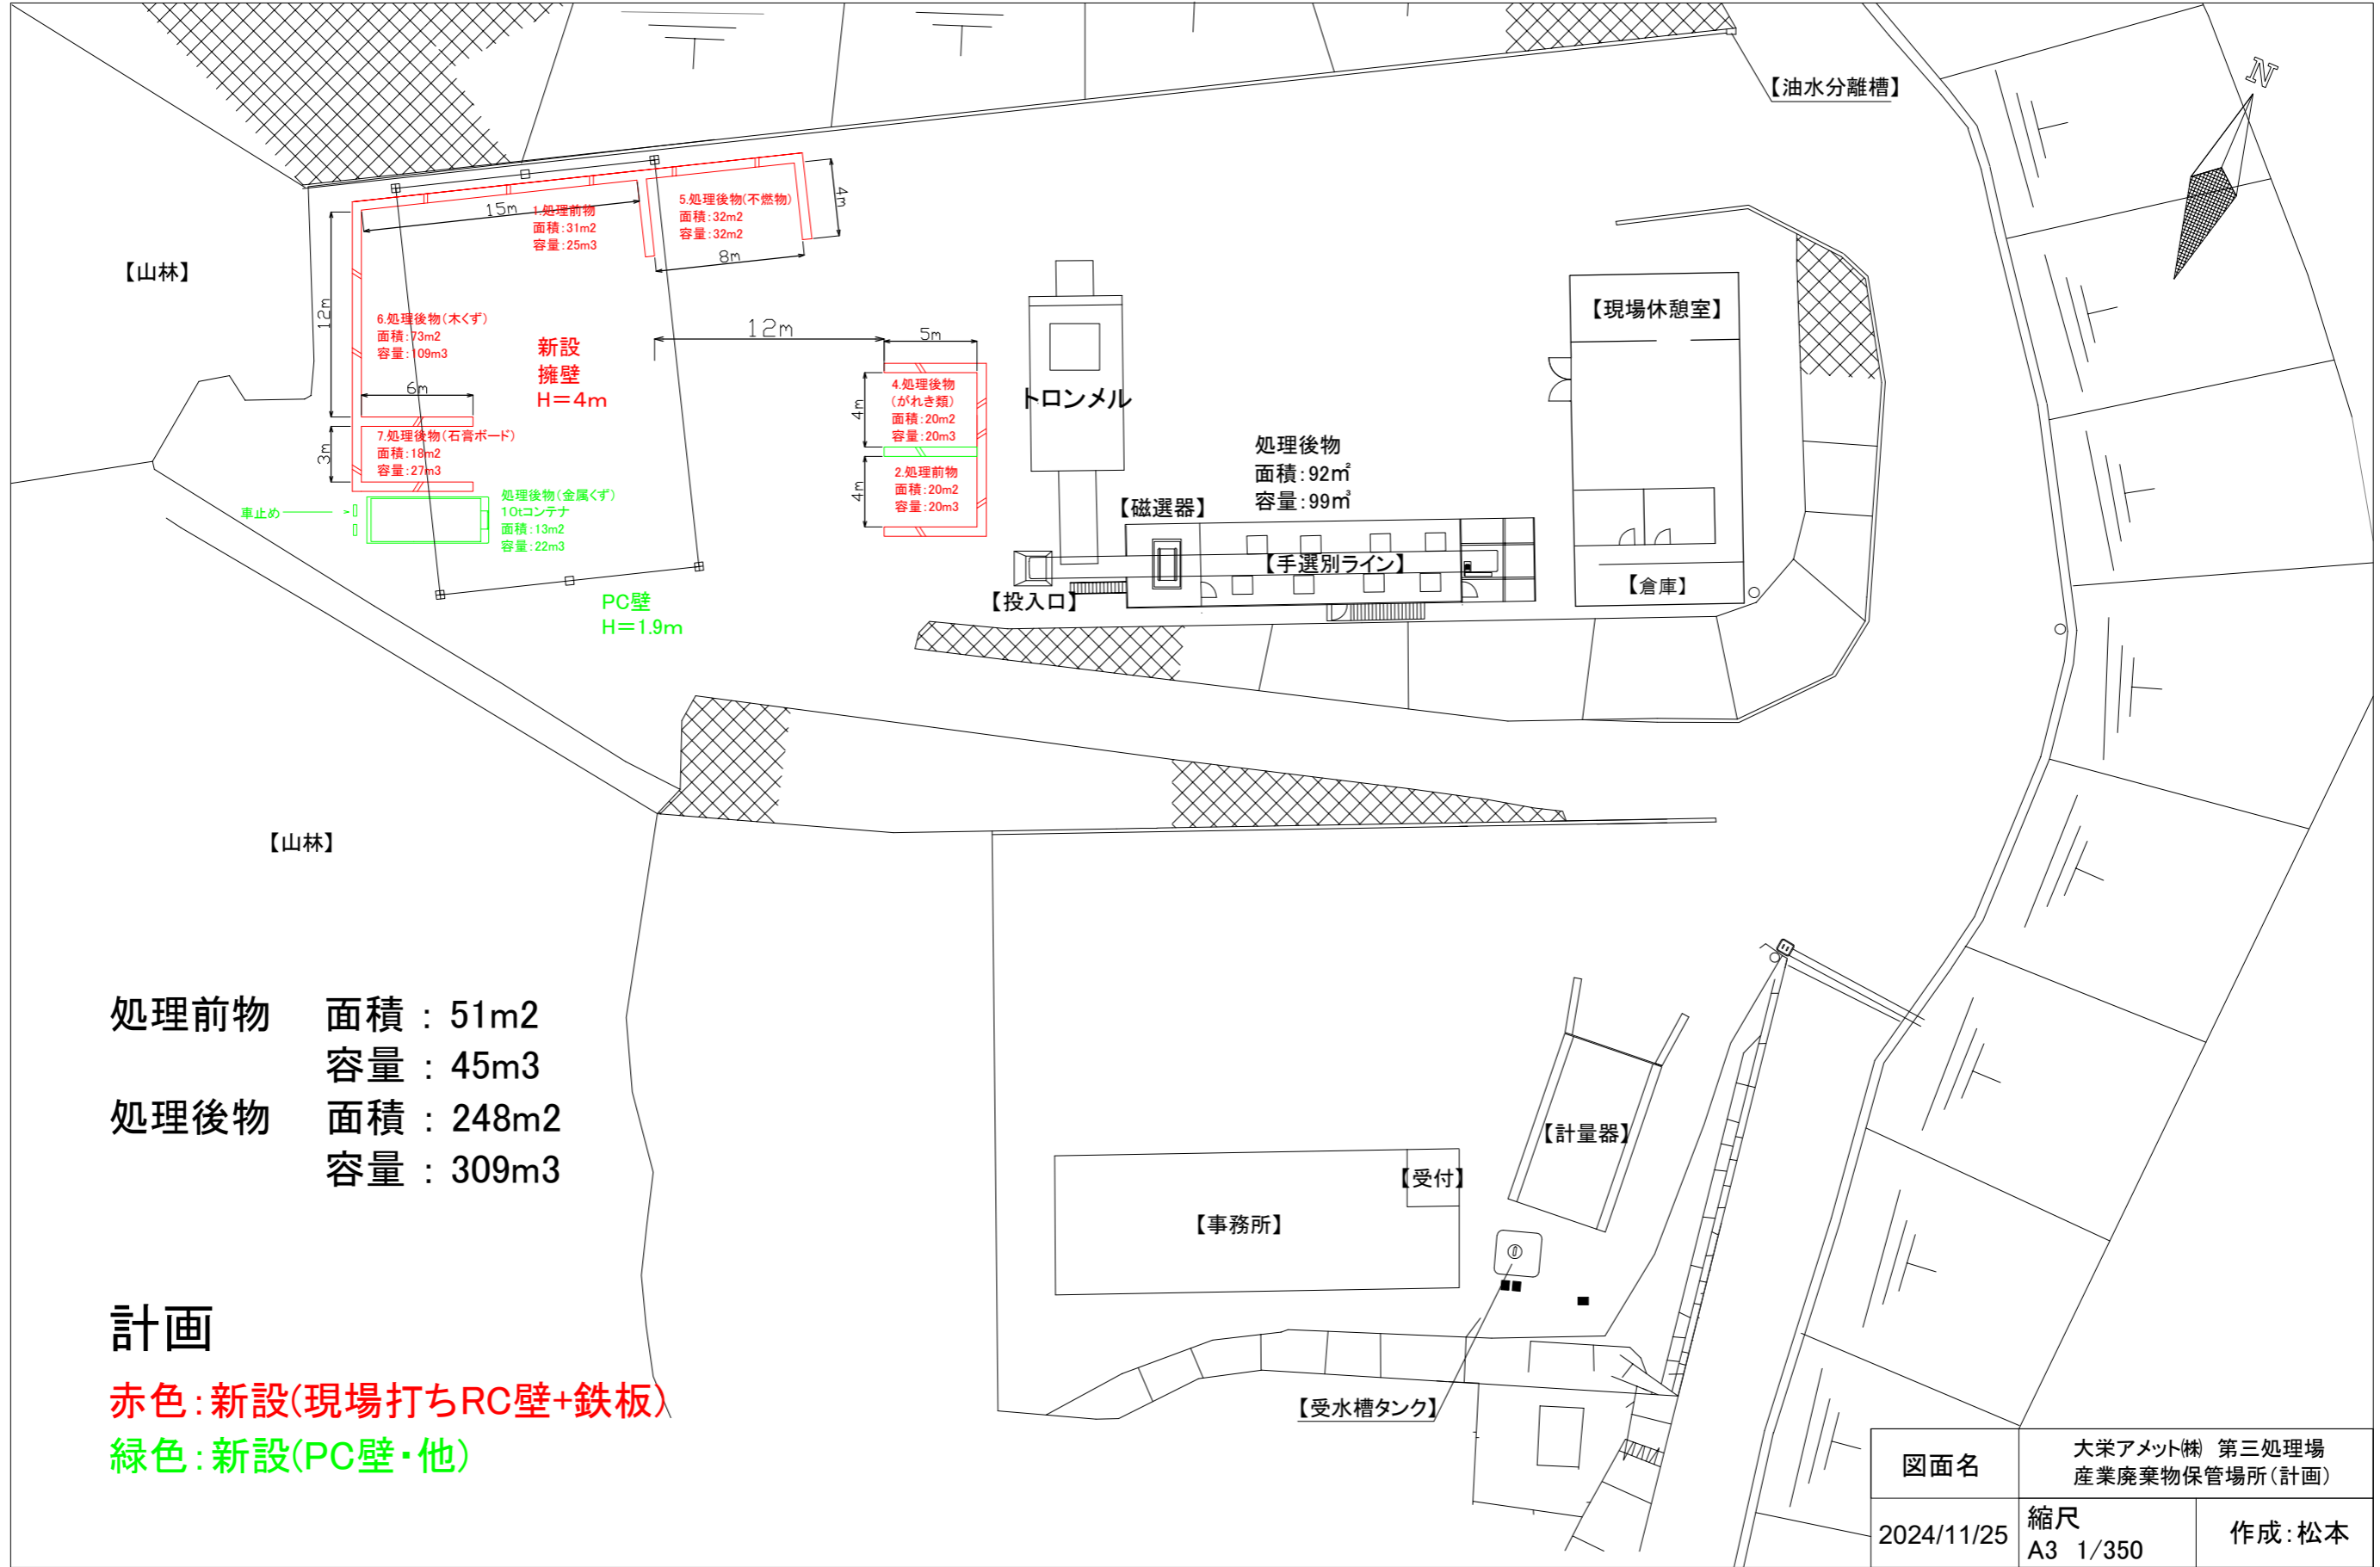 【油水分離槽】
N
15m
1.処理前物
面積:31m2
容量:25m3
5.処理後物(不燃物)
面積:32m2
容量:32m2
4m
8m
【山林】
12m
6.処理後物(木くず)
面積:73m2
容量:109m3
新設
擁壁
H=4m
6m
3m
7.処理後物(石膏ボード)
面積:18m2
容量:27m3
車止め
処理後物(金属くず)
10tコンテナ
面積:13m2
容量:22m3
PC壁
H=1.9m
12m
5m
4m
4.処理後物
(がれき類)
面積:20m2
容量:20m3
4m
2.処理前物
面積:20m2
容量:20m3
トロンメル
処理後物
面積:92㎡
容量:99㎥
【磁選器】
【手選別ライン】
【投入口】
【現場休憩室】
【倉庫】
【山林】
処理前物 面積 : 51m2
容量 : 45m3
処理後物 面積 : 248m2
容量 : 309m3
計画
赤色:新設(現場打ちRC壁+鉄板)
緑色:新設(PC壁・他)
【計量器】
【受付】
【事務所】
【受水槽タンク】
図面名
大栄アメット㈱ 第三処理場
産業廃棄物保管場所(計画)
2024/11/25
縮尺
A3 1/350
作成:松本